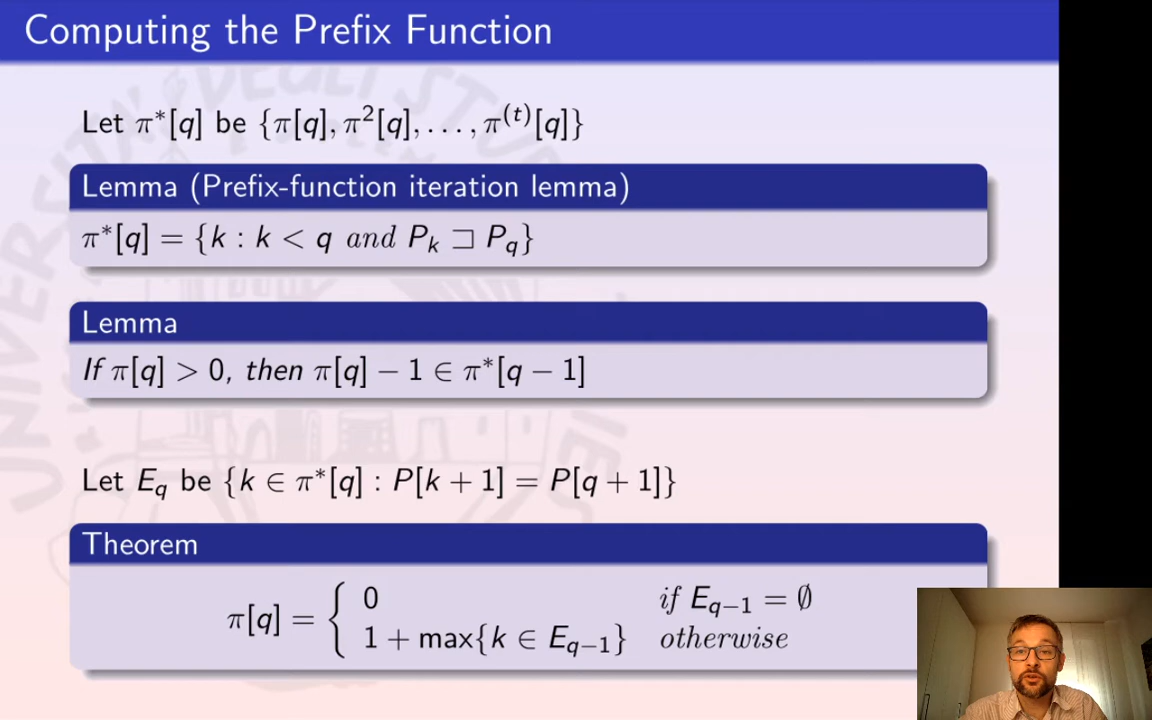 Computing the Prefix Function
Let π*[q] be {π[q], π²[q], . . . , π⁽ᵗ⁾[q]}
Lemma (Prefix-function iteration lemma)
π*[q] = {k : k < q and Pₖ ⊐ P_q}
Lemma
If π[q] > 0, then π[q] − 1 ∈ π*[q − 1]
Let E_q be {k ∈ π*[q] : P[k + 1] = P[q + 1]}
Theorem
π[q] = { 0 if E_{q−1} = ∅
1 + max{k ∈ E_{q−1}} otherwise